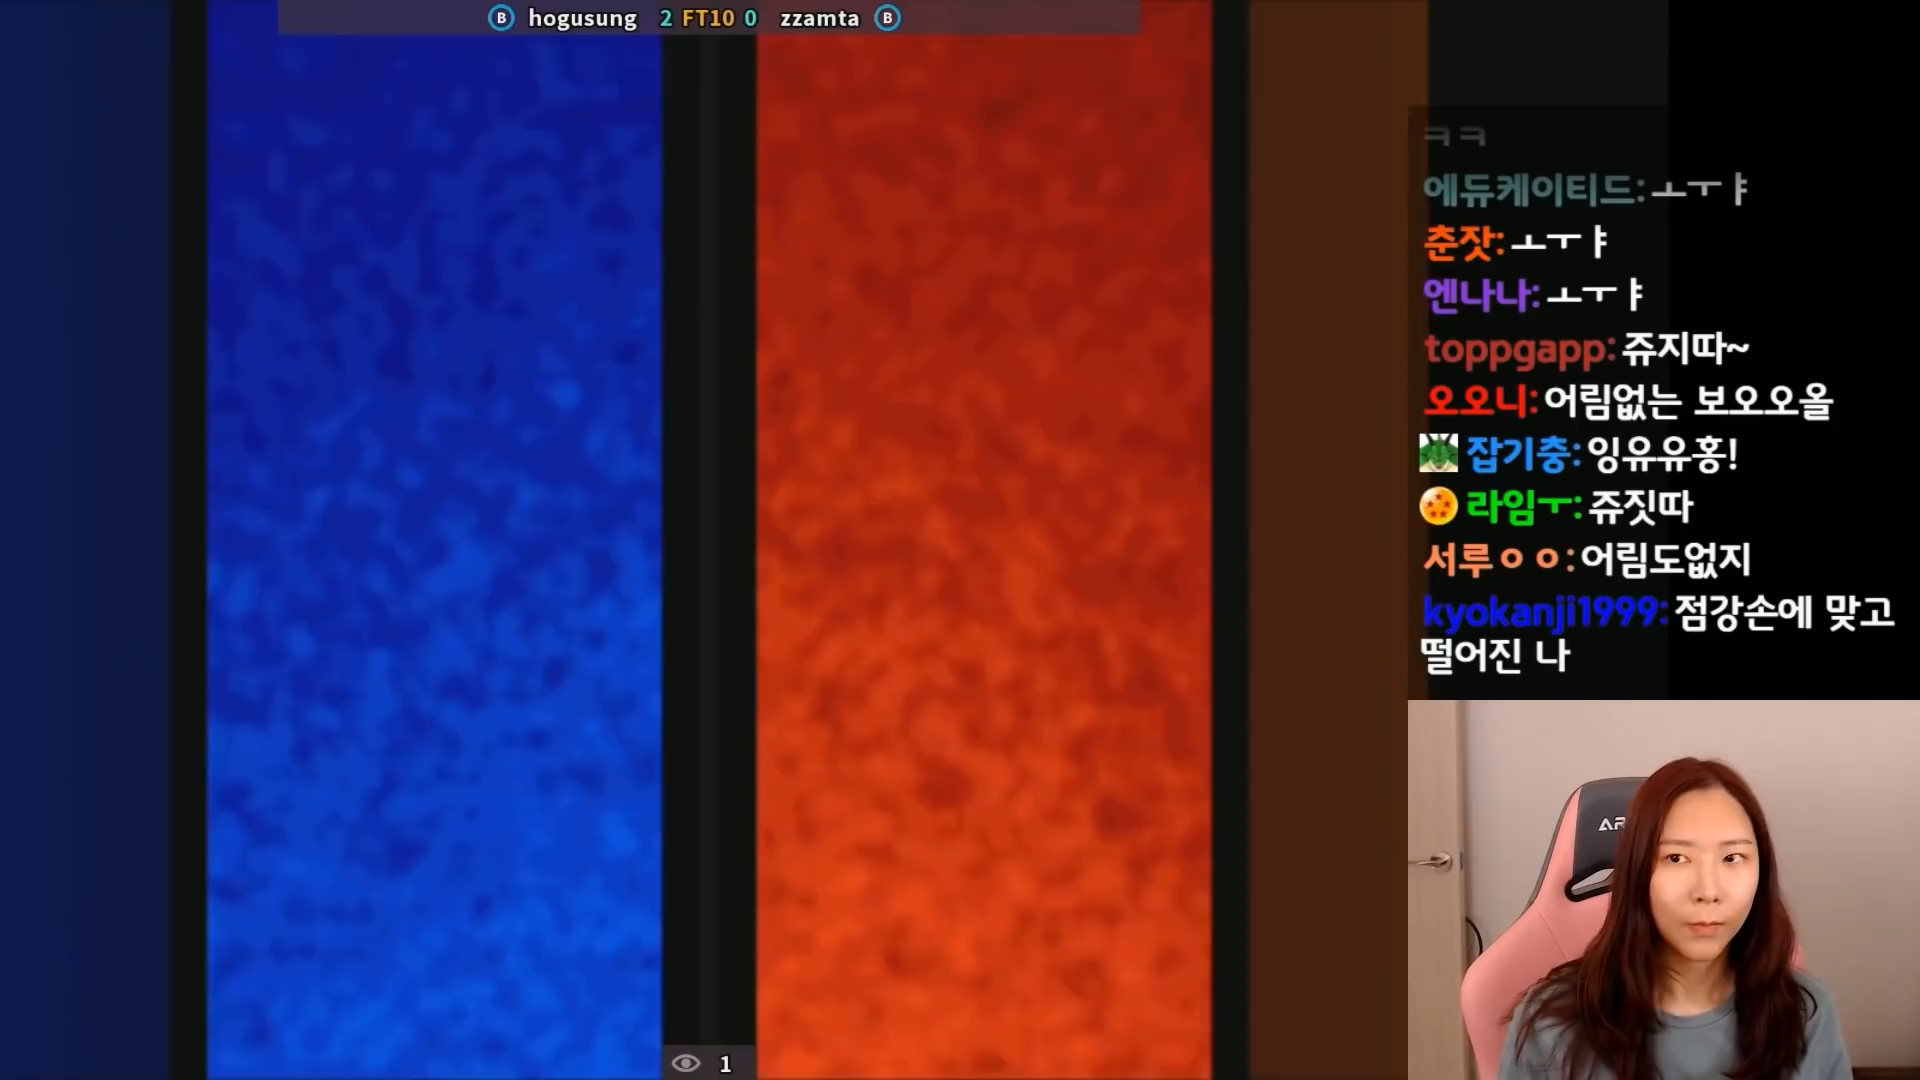 B hogusung 2 FT10 0 zzamta B
ㅋㅋ
에듀케이티드: ㅗㅜㅑ
춘잣: ㅗㅜㅑ
엔나나: ㅗㅜㅑ
toppgapp: 쥬지따~
오오니: 어림없는 보오오올
잡기충: 잉유유홍!
라임ㅜ: 쥬짓따
서루ㅇㅇ: 어림도없지
kyokanji1999: 점강손에 맞고
떨어진 나
AR
1